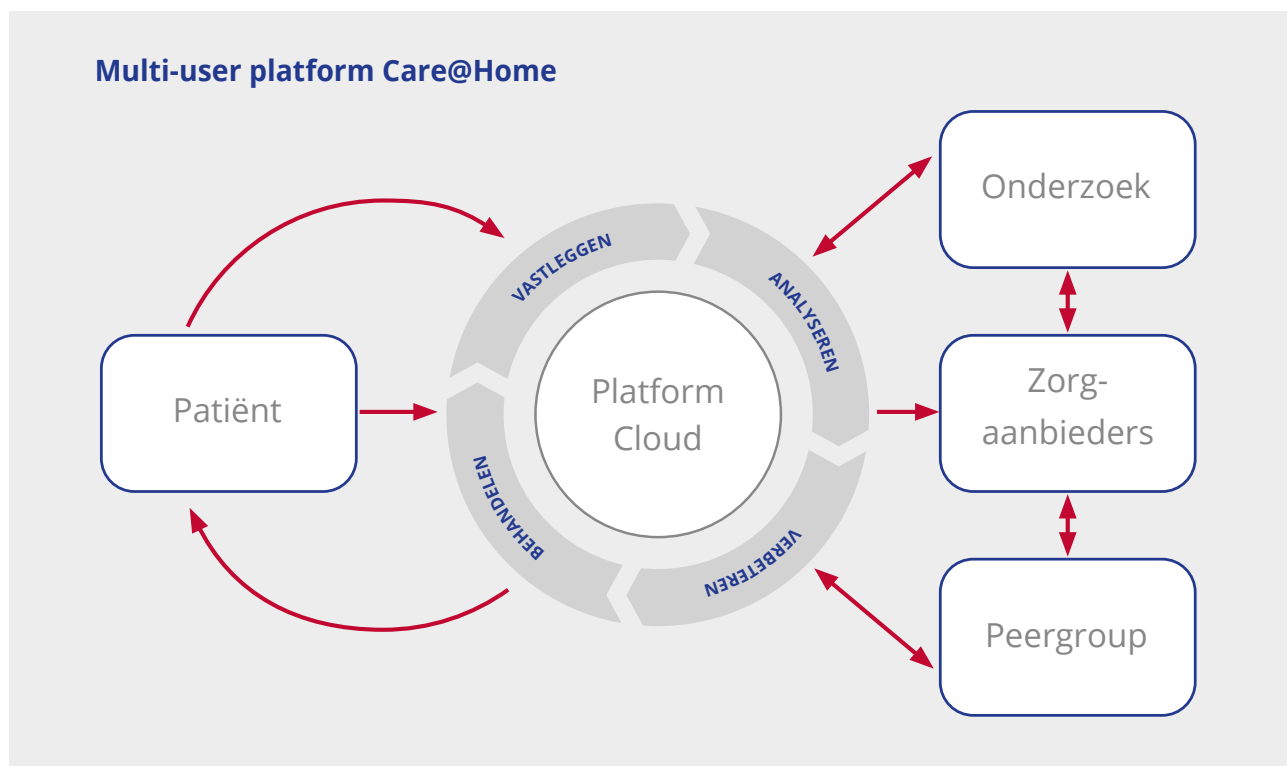 Multi-user platform Care@Home
Onderzoek
VASTLEGGEN
ANALYSEREN
Patiënt
Platform
Cloud
Zorg-
aanbieders
BEHANDELEN
VERBETEREN
Peergroup